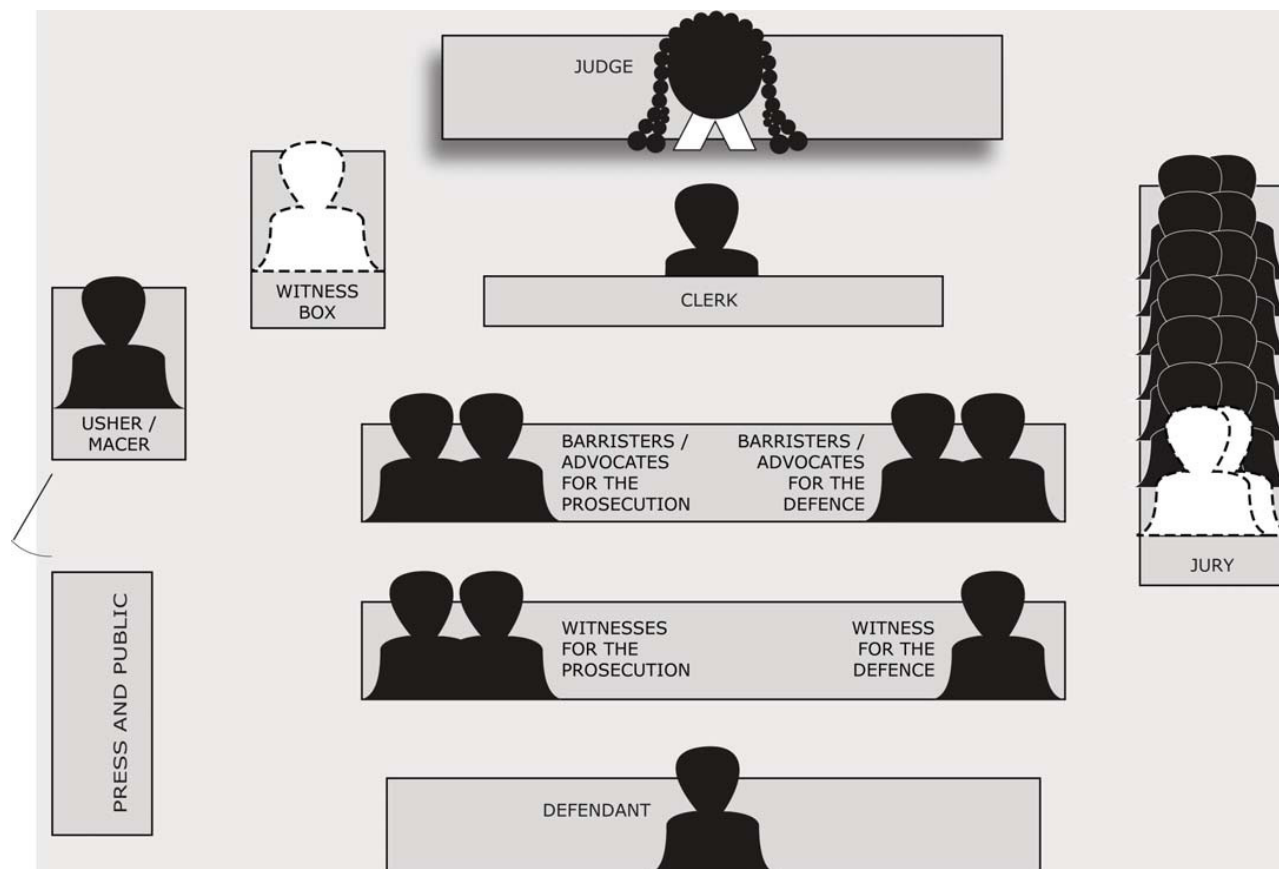 JUDGE
WITNESS
BOX
CLERK
USHER /
MACER
BARRISTERS /
ADVOCATES
FOR THE
PROSECUTION
BARRISTERS /
ADVOCATES
FOR THE
DEFENCE
JURY
PRESS AND PUBLIC
WITNESSES
FOR THE
PROSECUTION
WITNESS
FOR THE
DEFENCE
DEFENDANT